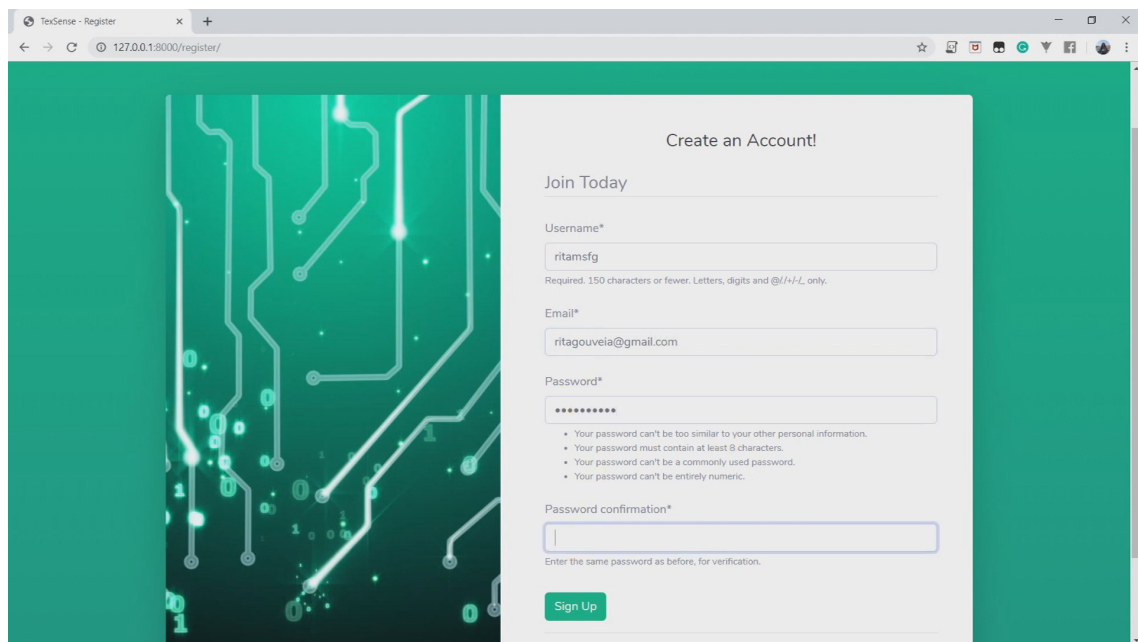 TexSense - Register
127.0.0.1:8000/register/
Create an Account!
Join Today
Username*
ritamsfg
Required. 150 characters or fewer. Letters, digits and @/./+/-/_ only.
Email*
ritagouveia@gmail.com
Password*
••••••••••
• Your password can't be too similar to your other personal information.
• Your password must contain at least 8 characters.
• Your password can't be a commonly used password.
• Your password can't be entirely numeric.
Password confirmation*
Enter the same password as before, for verification.
Sign Up